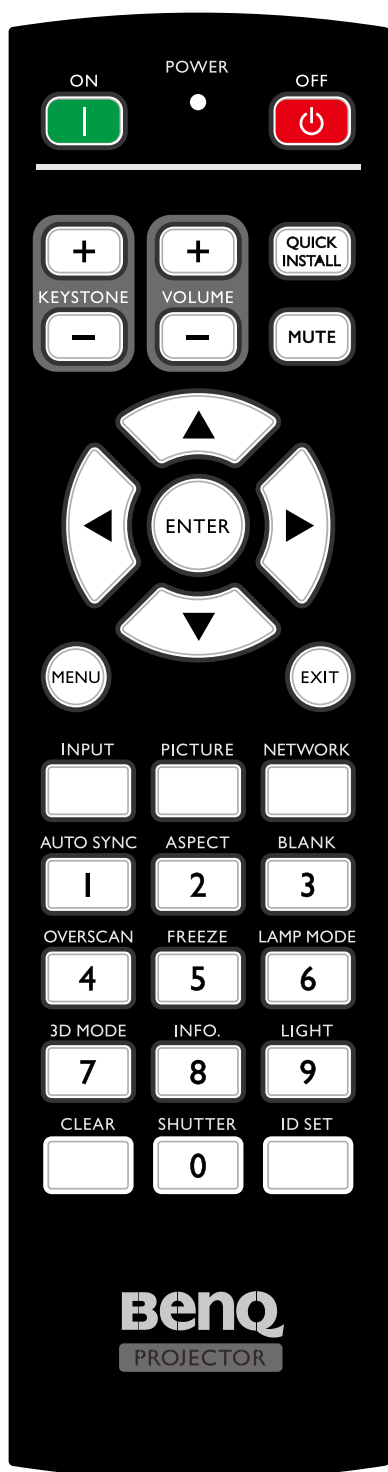 POWER
ON OFF
QUICK
INSTALL
+ +
KEYSTONE VOLUME
− −
MUTE
ENTER
MENU EXIT
INPUT PICTURE NETWORK
AUTO SYNC ASPECT BLANK
1 2 3
OVERSCAN FREEZE LAMP MODE
4 5 6
3D MODE INFO. LIGHT
7 8 9
CLEAR SHUTTER ID SET
0
BenQ
PROJECTOR